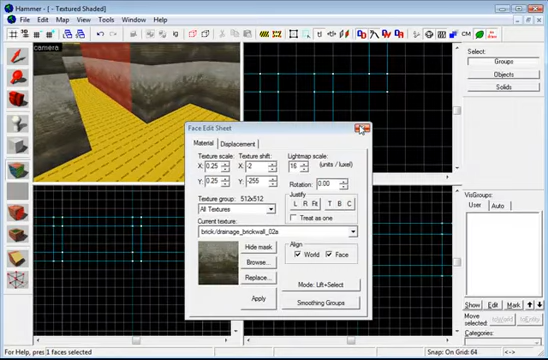 Hammer - [ - Textured Shaded]
File Edit Map View Tools Window Help
camera
Select:
Groups
Objects
Solids
Face Edit Sheet
Material Displacement
Texture scale: Texture shift: Lightmap scale:
X: 0.25 X: -2 16 (units / luxel)
Y: 0.25 Y: -255
Rotation: 0.00
Texture group: 512x512
Justify
All Textures
L R Fit T B C
Treat as one
Current texture:
brick/drainage_brickwall_02a
Hide mask
Browse...
Replace...
Apply
Align
World Face
Mode: Lift+Select
Smoothing Groups
VisGroups:
User Auto
Show Edit Mark
Move selected:
toWorld toEntity
Categories:
For Help, pres 1 faces selected
Snap: On Grid: 64
<->